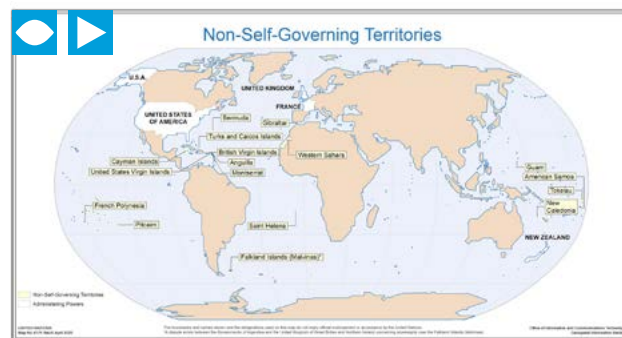 Non-Self-Governing Territories
U.S.A.
UNITED KINGDOM
FRANCE
UNITED STATES
OF AMERICA
Bermuda
Gibraltar
Turks and Caicos Islands
British Virgin Islands
Western Sahara
Cayman Islands
Anguilla
United States Virgin Islands
Montserrat
Guam
American Samoa
Tokelau
New
Caledonia
French Polynesia
Pitcairn
Saint Helena
NEW ZEALAND
Falkland Islands (Malvinas)*
Non-Self-Governing Territories
Administering Powers
UNITED NATIONS